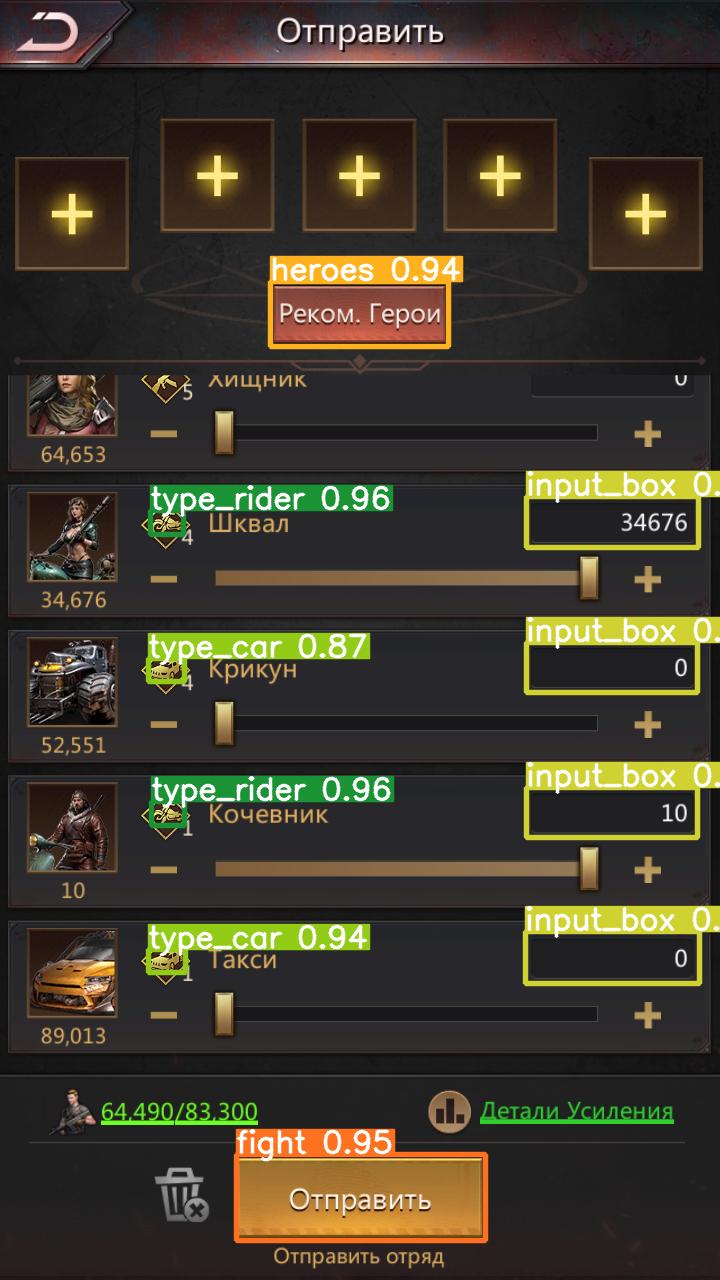 Отправить
heroes 0.94
Реком. Герои
Хищник
0
5
64,653
type_rider 0.96
input_box 0.
Шквал
34676
4
34,676
type_car 0.87
input_box 0.
Крикун
0
4
52,551
type_rider 0.96
input_box 0.
Кочевник
10
1
10
type_car 0.94
input_box 0.
Такси
0
1
89,013
64,490/83,300
Детали Усиления
fight 0.95
Отправить
Отправить отряд